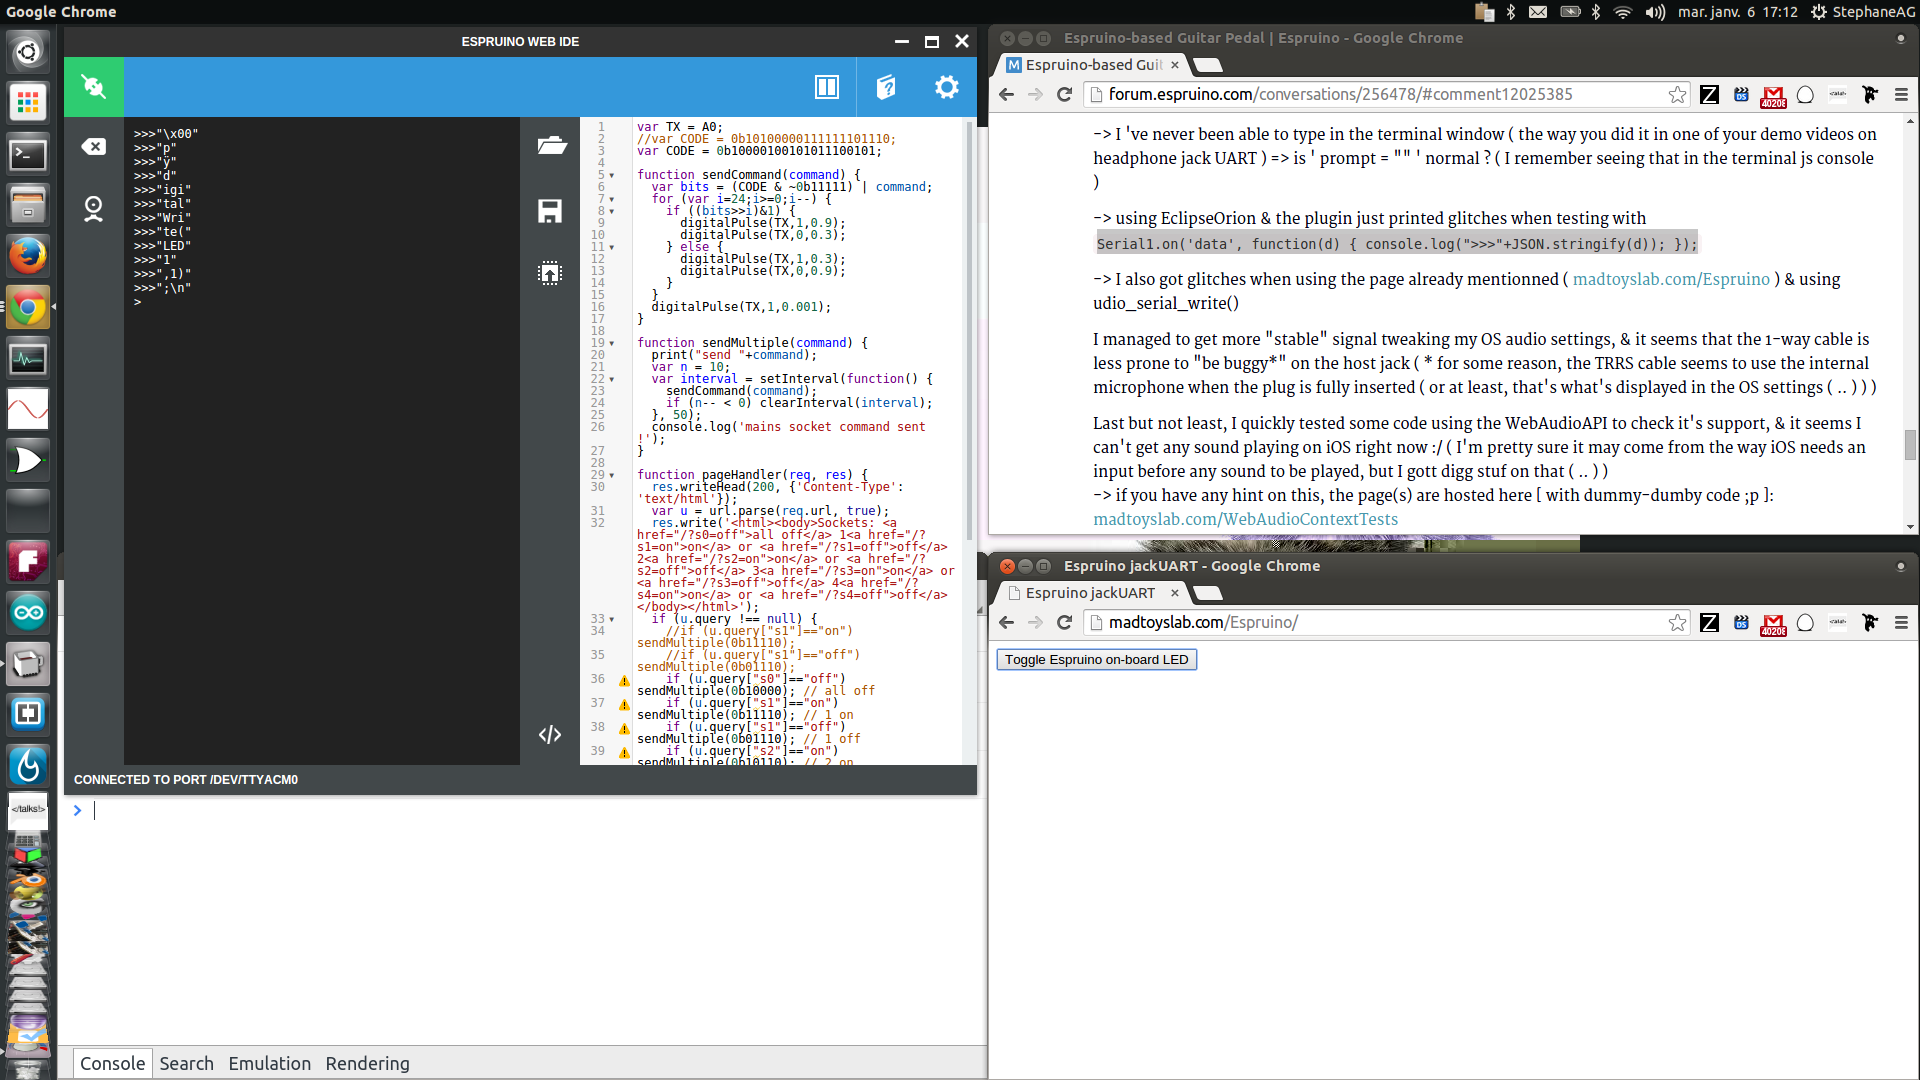 Google Chrome
mar. janv. 6 17:12
StephaneAG
ESPRUINO WEB IDE
>>>"\x00"
>>>"p"
>>>"ÿ"
>>>"d"
>>>"igi"
>>>"tal"
>>>"Wri"
>>>"te("
>>>"LED"
>>>"1"
>>>",1)"
>>>";\n"
>
1 var TX = A0;
2 //var CODE = 0b101000001111111011110;
3 var CODE = 0b100001001010111100101;
4
5 function sendCommand(command) {
6 var bits = (CODE & ~0b11111) | command;
7 for (var i=24;i>=0;i--) {
8 if ((bits>>i)&1) {
9 digitalPulse(TX,1,0.9);
10 digitalPulse(TX,0,0.3);
11 } else {
12 digitalPulse(TX,1,0.3);
13 digitalPulse(TX,0,0.9);
14 }
15 }
16 digitalPulse(TX,1,0.001);
17 }
18
19 function sendMultiple(command) {
20 print("send "+command);
21 var n = 10;
22 var interval = setInterval(function() {
23 sendCommand(command);
24 if (n-- < 0) clearInterval(interval);
25 }, 50);
26 console.log('mains socket command sent
!');
27 }
28
29 function pageHandler(req, res) {
30 res.writeHead(200, {'Content-Type':
'text/html'});
31 var u = url.parse(req.url, true);
32 res.write('<html><body>Sockets: <a
href="/?s0=off">all off</a> 1<a href="/?
s1=on">on</a> or <a href="/?s1=off">off</a>
2<a href="/?s2=on">on</a> or <a href="/?
s2=off">off</a> 3<a href="/?s3=on">on</a> or
<a href="/?s3=off">off</a> 4<a href="/?
s4=on">on</a> or <a href="/?s4=off">off</a>
</body></html>');
33 if (u.query !== null) {
34 //if (u.query["s1"]=="on")
sendMultiple(0b11110);
35 //if (u.query["s1"]=="off")
sendMultiple(0b01110);
36 if (u.query["s0"]=="off")
sendMultiple(0b10000); // all off
37 if (u.query["s1"]=="on")
sendMultiple(0b11110); // 1 on
38 if (u.query["s1"]=="off")
sendMultiple(0b01110); // 1 off
39 if (u.query["s2"]=="on")
sendMultiple(0b10110); // 2 on
CONNECTED TO PORT /DEV/TTYACM0
>
Console Search Emulation Rendering
</talks!>
Espruino-based Guitar Pedal | Espruino - Google Chrome
Espruino-based Gui
forum.espruino.com/conversations/256478/#comment12025385
40208
-> I 've never been able to type in the terminal window ( the way you did it in one of your demo videos on
headphone jack UART ) => is ' prompt = "" ' normal ? ( I remember seeing that in the terminal js console
)
-> using EclipseOrion & the plugin just printed glitches when testing with
Serial1.on('data', function(d) { console.log(">>>"+JSON.stringify(d)); });
-> I also got glitches when using the page already mentionned ( madtoyslab.com/Espruino ) & using
udio_serial_write()
I managed to get more "stable" signal tweaking my OS audio settings, & it seems that the 1-way cable is
less prone to "be buggy*" on the host jack ( * for some reason, the TRRS cable seems to use the internal
microphone when the plug is fully inserted ( or at least, that's what's displayed in the OS settings ( .. ) ) )
Last but not least, I quickly tested some code using the WebAudioAPI to check it's support, & it seems I
can't get any sound playing on iOS right now :/ ( I'm pretty sure it may come from the way iOS needs an
input before any sound to be played, but I gott digg stuf on that ( .. ) )
-> if you have any hint on this, the page(s) are hosted here [ with dummy-dumby code ;p ]:
madtoyslab.com/WebAudioContextTests
Espruino jackUART - Google Chrome
Espruino jackUART
madtoyslab.com/Espruino/
40208
Toggle Espruino on-board LED